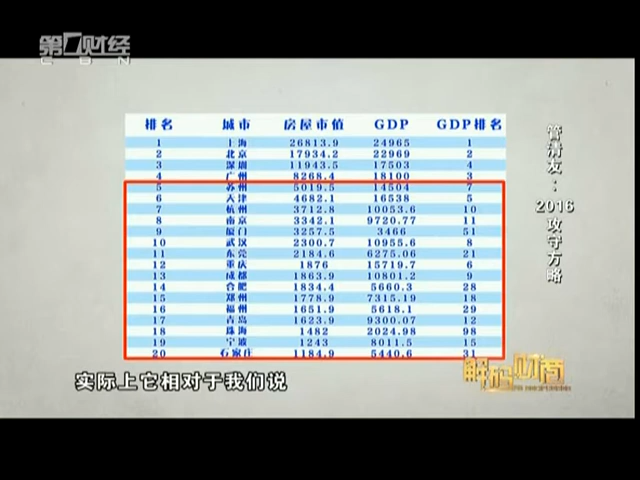 第一财经
CBN
排名 城市 房屋市值 GDP GDP排名
1 上海 26813.9 24965 1
2 北京 17934.2 22969 2
3 深圳 11943.5 17503 4
4 广州 8268.4 18100 3
5 苏州 5019.5 14504 7
6 天津 4682.1 16538 5
7 杭州 3712.8 10053.6 10
8 南京 3342.1 9720.77 11
9 厦门 3257.5 3466 51
10 武汉 2300.7 10955.6 8
11 东莞 2184.6 6275.06 21
12 重庆 1876 15719.7 6
13 成都 1863.9 10801.2 9
14 合肥 1834.4 5660.3 28
15 郑州 1778.9 7315.19 18
16 福州 1651.9 5618.1 29
17 青岛 1623.9 9300.07 12
18 珠海 1482 2024.98 98
19 宁波 1243 8011.5 15
20 石家庄 1184.9 5440.6 31
管清友：2016攻守方略
解码财商
实际上它相对于我们说